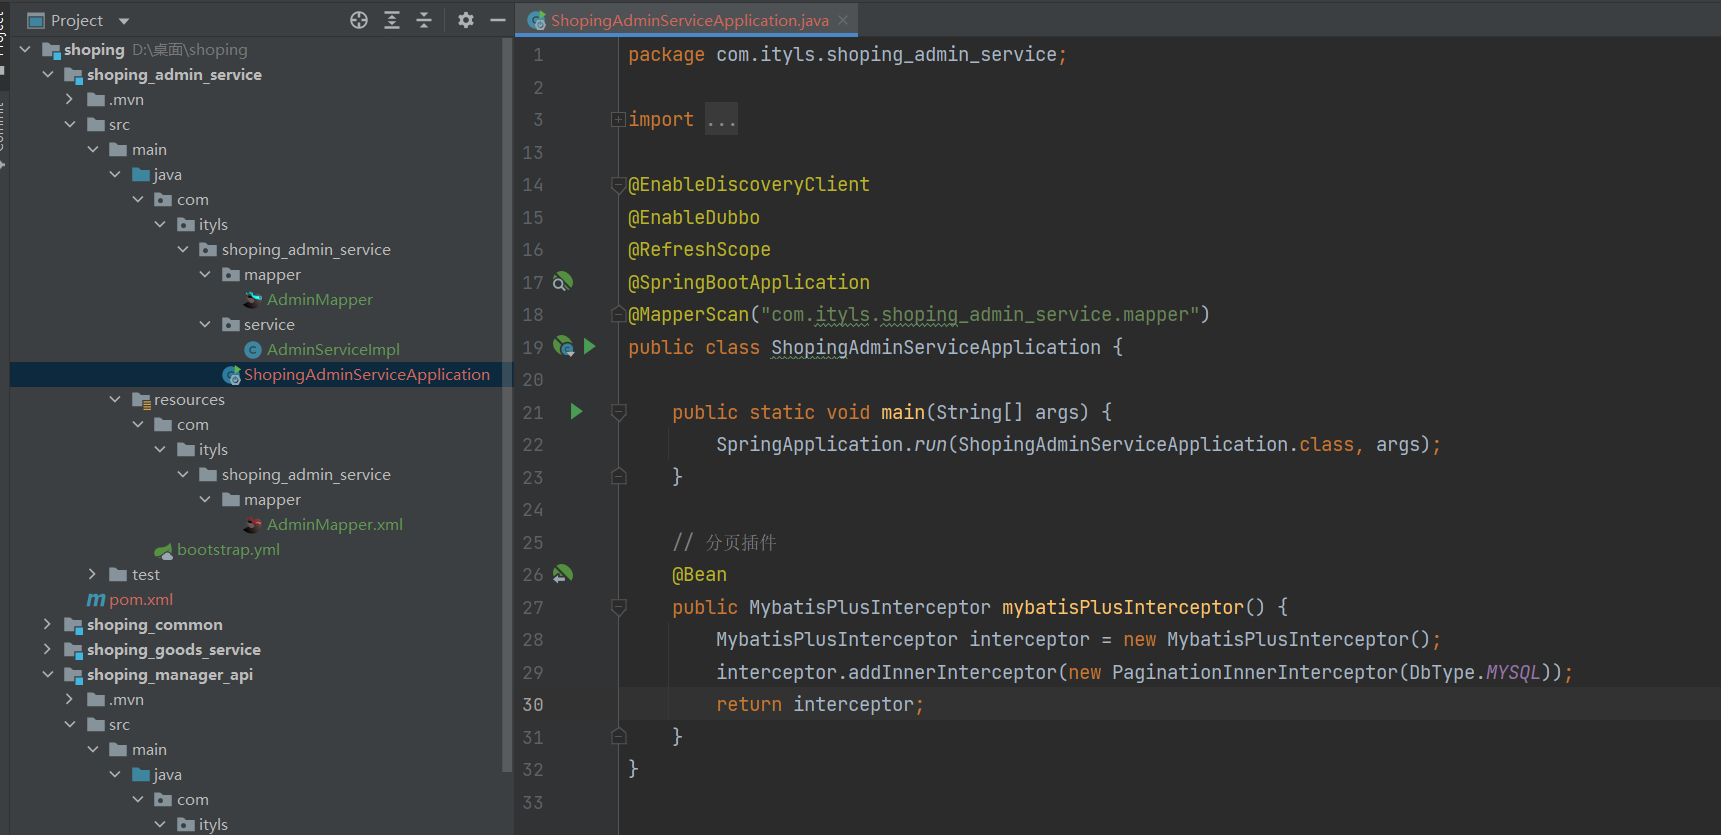 Project
shoping D:\桌面\shoping
shoping_admin_service
.mvn
src
main
java
com
ityls
shoping_admin_service
mapper
AdminMapper
service
AdminServiceImpl
ShopingAdminServiceApplication
resources
com
ityls
shoping_admin_service
mapper
AdminMapper.xml
bootstrap.yml
test
pom.xml
shoping_common
shoping_goods_service
shoping_manager_api
.mvn
src
main
java
com
ityls
ShopingAdminServiceApplication.java
1 package com.ityls.shoping_admin_service;
2
3 import ...
13
14 @EnableDiscoveryClient
15 @EnableDubbo
16 @RefreshScope
17 @SpringBootApplication
18 @MapperScan("com.ityls.shoping_admin_service.mapper")
19 public class ShopingAdminServiceApplication {
20
21 public static void main(String[] args) {
22 SpringApplication.run(ShopingAdminServiceApplication.class, args);
23 }
24
25 // 分页插件
26 @Bean
27 public MybatisPlusInterceptor mybatisPlusInterceptor() {
28 MybatisPlusInterceptor interceptor = new MybatisPlusInterceptor();
29 interceptor.addInnerInterceptor(new PaginationInnerInterceptor(DbType.MYSQL));
30 return interceptor;
31 }
32 }
33